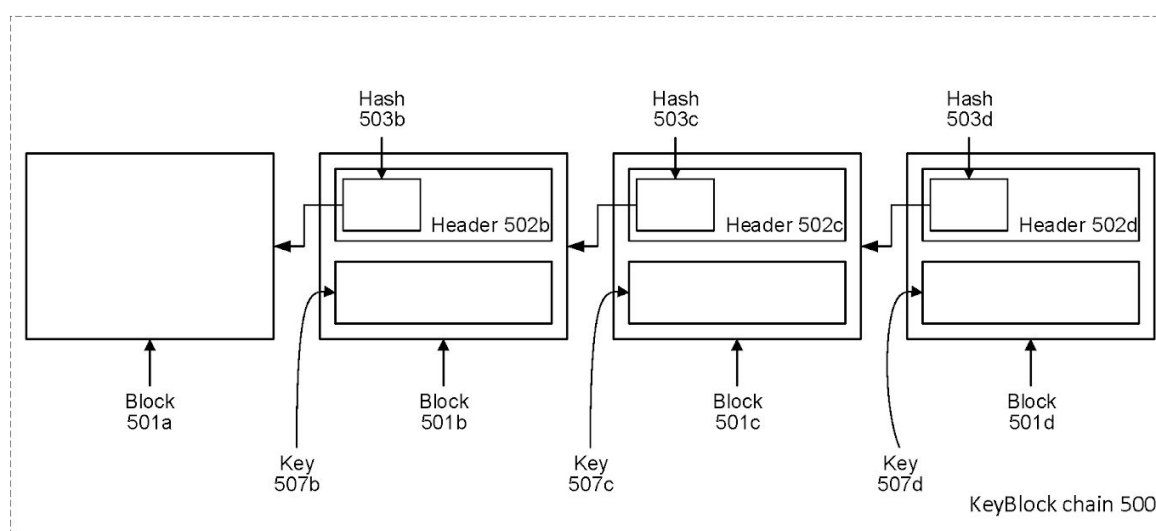 Hash
503b
Hash
503c
Hash
503d
Header 502b
Header 502c
Header 502d
Block
501a
Block
501b
Block
501c
Block
501d
Key
507b
Key
507c
Key
507d
KeyBlock chain 500